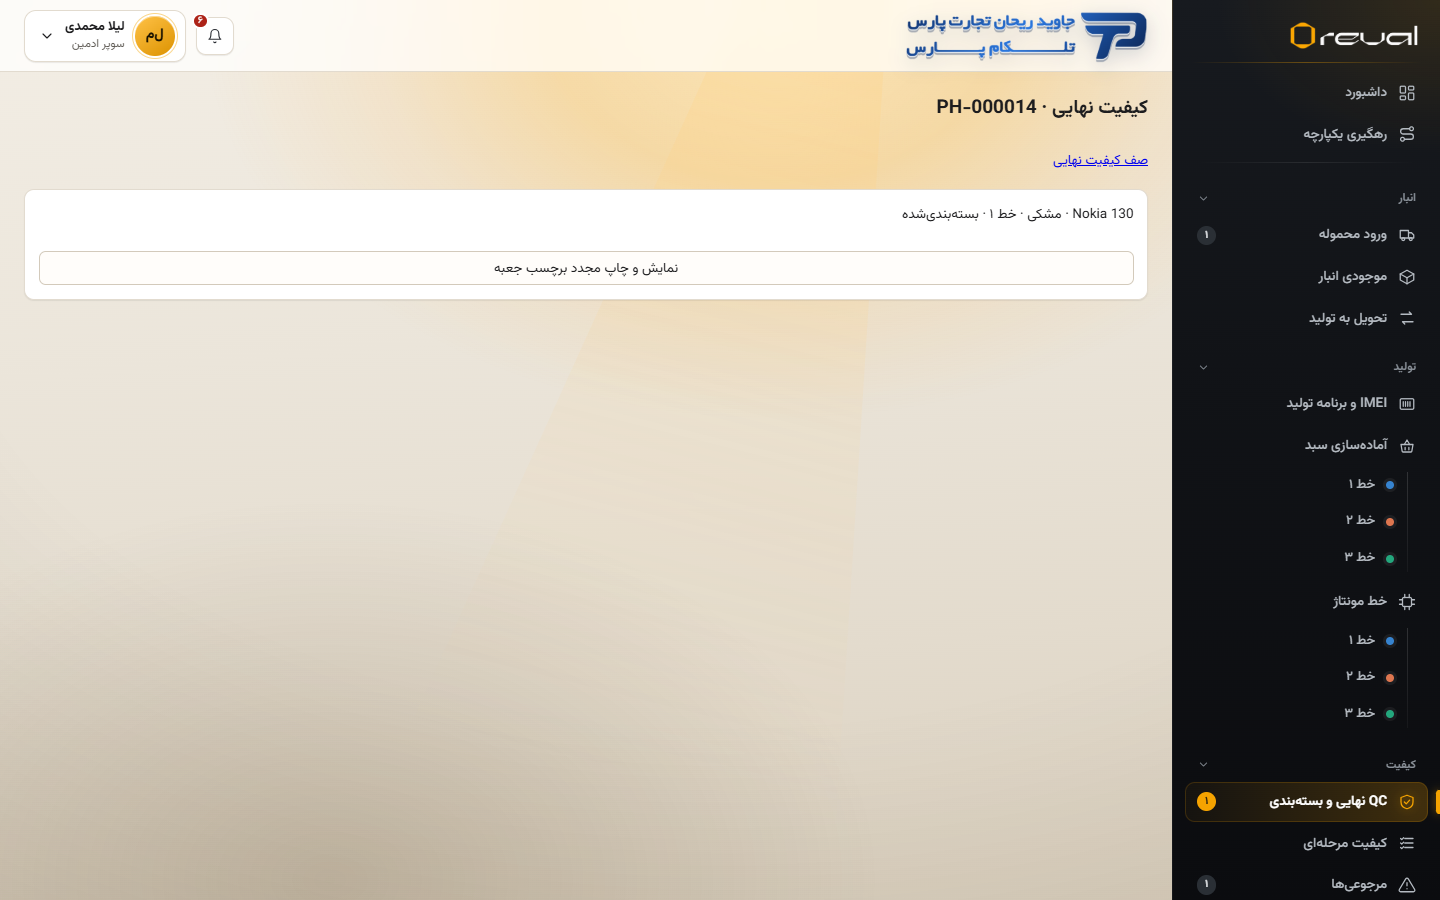 reval
داشبورد
رهگیری یکپارچه
انبار
ورود محموله
۱
موجودی انبار
تحویل به تولید
تولید
IMEI و برنامه تولید
آماده‌سازی سبد
خط ۱
خط ۲
خط ۳
خط مونتاژ
خط ۱
خط ۲
خط ۳
کیفیت
QC نهایی و بسته‌بندی
۱
کیفیت مرحله‌ای
مرجوعی‌ها
۱
جاوید ریحان تجارت پارس
تلکام پارس
۶
لیلا محمدی
سوپر ادمین
ل‌م
کیفیت نهایی · PH-000014
صف کیفیت نهایی
Nokia 130 · مشکی · خط ۱ · بسته‌بندی‌شده
نمایش و چاپ مجدد برچسب جعبه